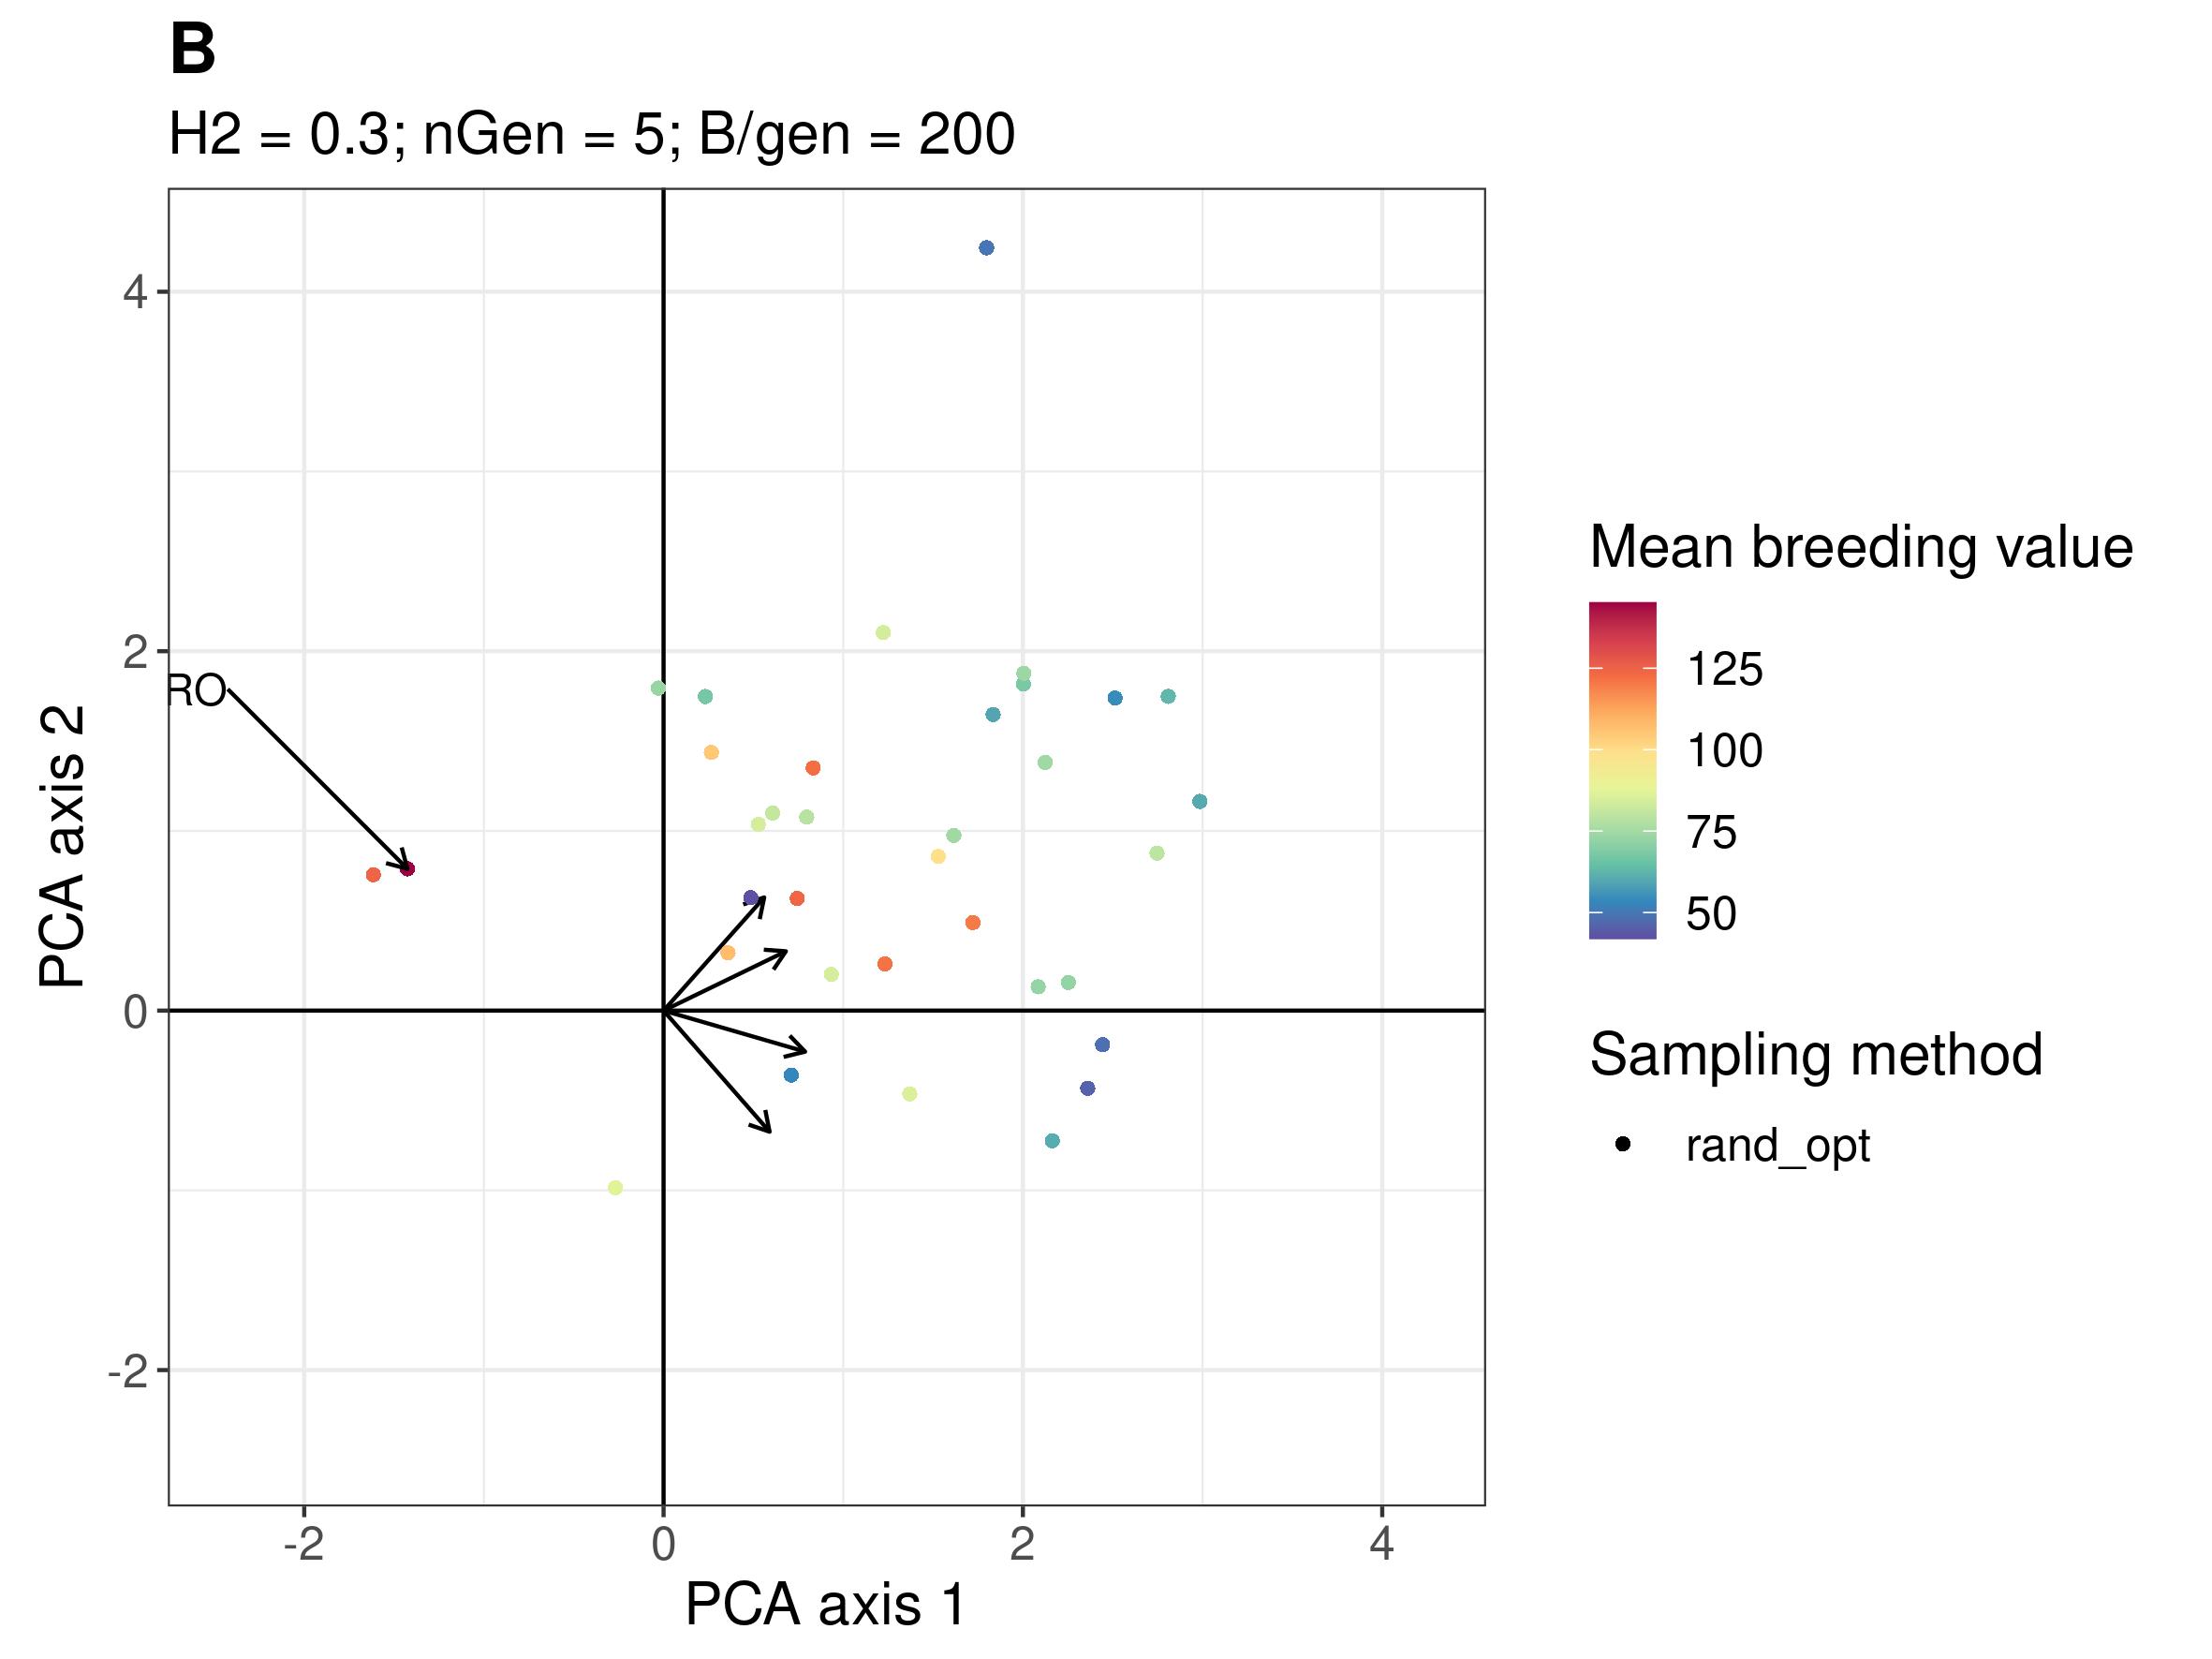 B
H2 = 0.3; nGen = 5; B/gen = 200
4
2
0
-2
PCA axis 2
RO
-2
0
2
4
PCA axis 1
Mean breeding value
125
100
75
50
Sampling method
rand_opt